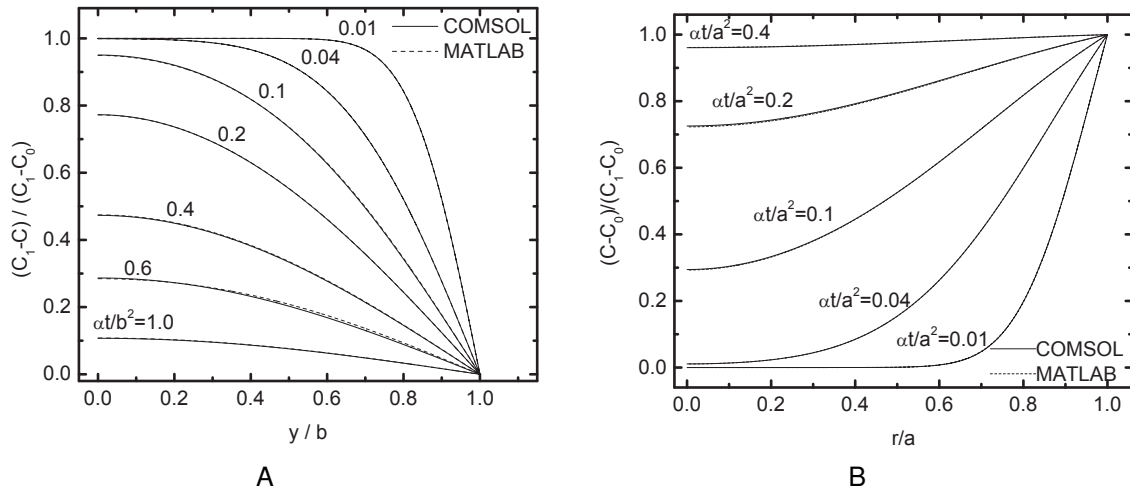 COMSOL
MATLAB
0.01
0.04
0.1
0.2
0.4
0.6
αt/b²=1.0
1.0
0.8
0.6
0.4
0.2
0.0
(C₁-C) / (C₁-C₀)
0.0 0.2 0.4 0.6 0.8 1.0
y / b
A
αt/a²=0.4
αt/a²=0.2
αt/a²=0.1
αt/a²=0.04
αt/a²=0.01
COMSOL
MATLAB
1.0
0.8
0.6
0.4
0.2
0.0
(C-C₀)/(C₁-C₀)
0.0 0.2 0.4 0.6 0.8 1.0
r/a
B